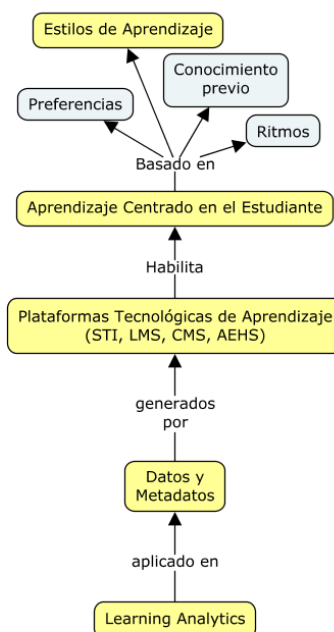 Estilos de Aprendizaje
Conocimiento
previo
Preferencias
Ritmos
Basado en
Aprendizaje Centrado en el Estudiante
Habilita
Plataformas Tecnológicas de Aprendizaje
(STI, LMS, CMS, AEHS)
generados
por
Datos y
Metadatos
aplicado en
Learning Analytics